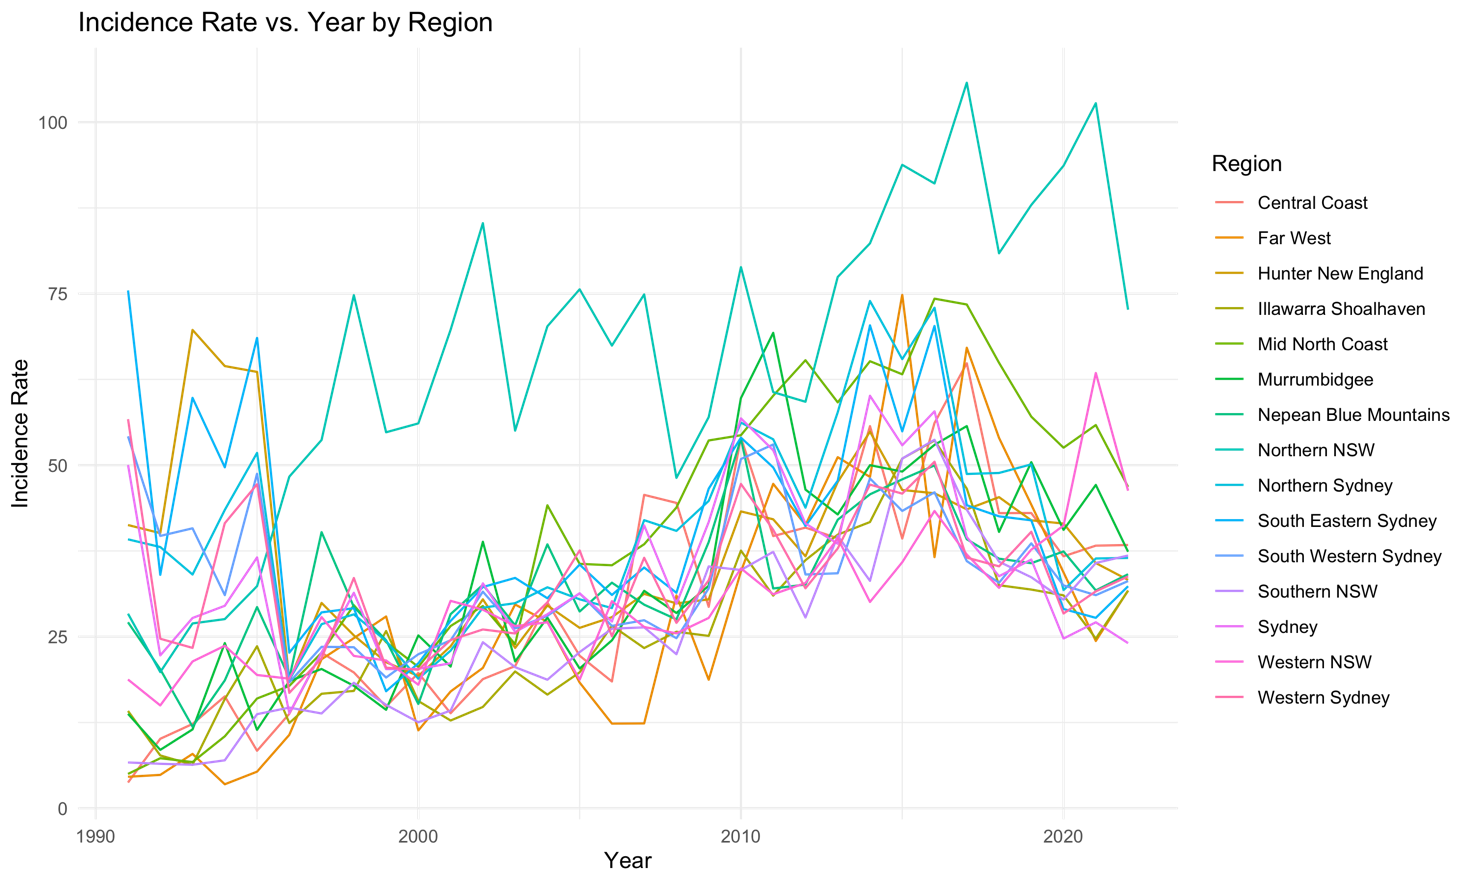 Incidence Rate vs. Year by Region
Incidence Rate
100
75
50
25
0
1990
2000
2010
2020
Year
Region
Central Coast
Far West
Hunter New England
Illawarra Shoalhaven
Mid North Coast
Murrumbidgee
Nepean Blue Mountains
Northern NSW
Northern Sydney
South Eastern Sydney
South Western Sydney
Southern NSW
Sydney
Western NSW
Western Sydney